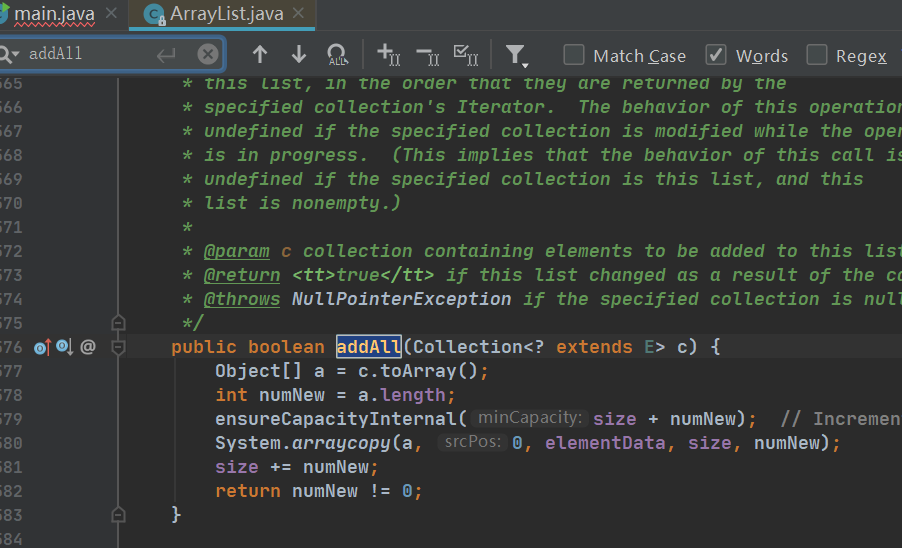 main.java ArrayList.java
addAll ALL Match Case Words Regex
565 * this list, in the order that they are returned by the
566 * specified collection's Iterator.  The behavior of this operation
567 * undefined if the specified collection is modified while the
568 * is in progress.  (This implies that the behavior of this call
569 * undefined if the specified collection is this list, and this
570 * list is nonempty.)
571 *
572 * @param c collection containing elements to be added to this list
573 * @return <tt>true</tt> if this list changed as a result of the
574 * @throws NullPointerException if the specified collection is null
575 */
576 @ public boolean addAll(Collection<? extends E> c) {
577 Object[] a = c.toArray();
578 int numNew = a.length;
579 ensureCapacityInternal( minCapacity: size + numNew);  //
580 System.arraycopy(a, srcPos: 0, elementData, size, numNew);
581 size += numNew;
582 return numNew != 0;
583 }
584